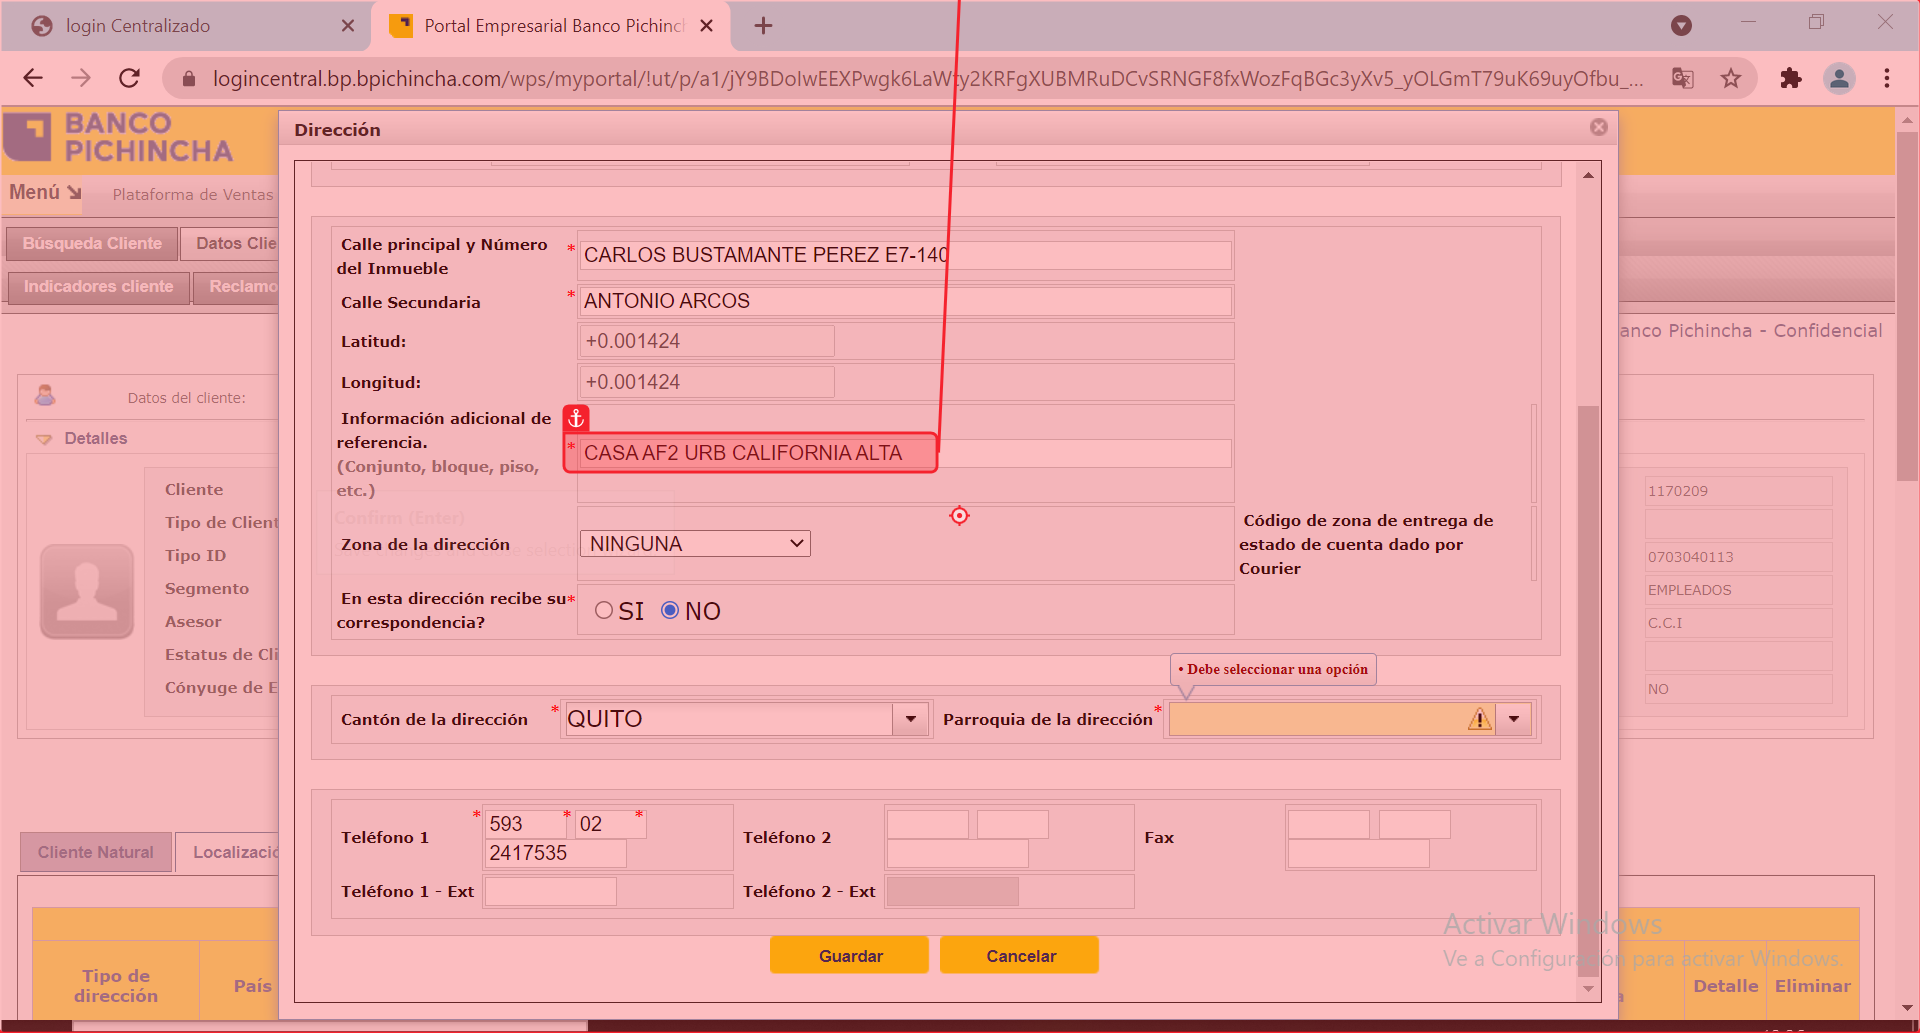 login Centralizado
Portal Empresarial Banco Pichinch
logincentral.bp.bpichincha.com/wps/myportal/!ut/p/a1/
BANCO
PICHINCHA
Dirección
Menú
Plataforma de Ventas
Búsqueda Cliente
Datos Clie
Indicadores cliente
Reclamo
anco Pichincha - Confidencial
Calle principal y Número del Inmueble
* CARLOS BUSTAMANTE PEREZ E7-140
Calle Secundaria
* ANTONIO ARCOS
Latitud: +0.001424
Longitud: +0.001424
Información adicional de referencia.
(Conjunto, bloque, piso, etc.)
* CASA AF2 URB CALIFORNIA ALTA
Confirm (Enter)
Zona de la dirección NINGUNA
Código de zona de entrega de estado de cuenta dado por Courier
En esta dirección recibe su correspondencia?
* SI NO
• Debe seleccionar una opción
Cantón de la dirección * QUITO
Parroquia de la dirección *
Teléfono 1 * 593 * 02 *
2417535
Teléfono 2
Fax
Teléfono 1 - Ext
Teléfono 2 - Ext
Guardar
Cancelar
Datos del cliente:
Detalles
Cliente
Tipo de Client
Tipo ID
Segmento
Asesor
Estatus de Cli
Cónyuge de E
1170209
0703040113
EMPLEADOS
C.C.I
NO
Cliente Natural
Localizació
Tipo de dirección
País
Detalle
Eliminar
Activar Windows
Ve a Configuración para activar Windows.